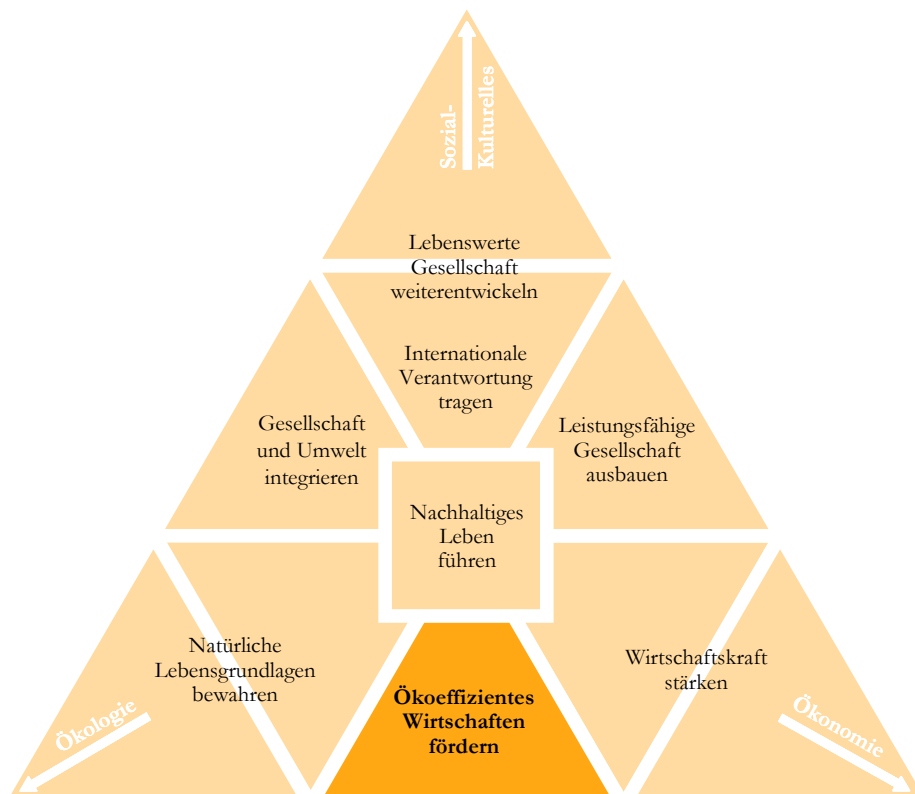 Sozial-
Kulturelles
Lebenswerte
Gesellschaft
weiterentwickeln
Internationale
Verantwortung
tragen
Gesellschaft
und Umwelt
integrieren
Leistungsfähige
Gesellschaft
ausbauen
Nachhaltiges
Leben
führen
Natürliche
Lebensgrundlagen
bewahren
Wirtschaftskraft
stärken
Ökoeffizientes
Wirtschaften
fördern
Ökologie
Ökonomie